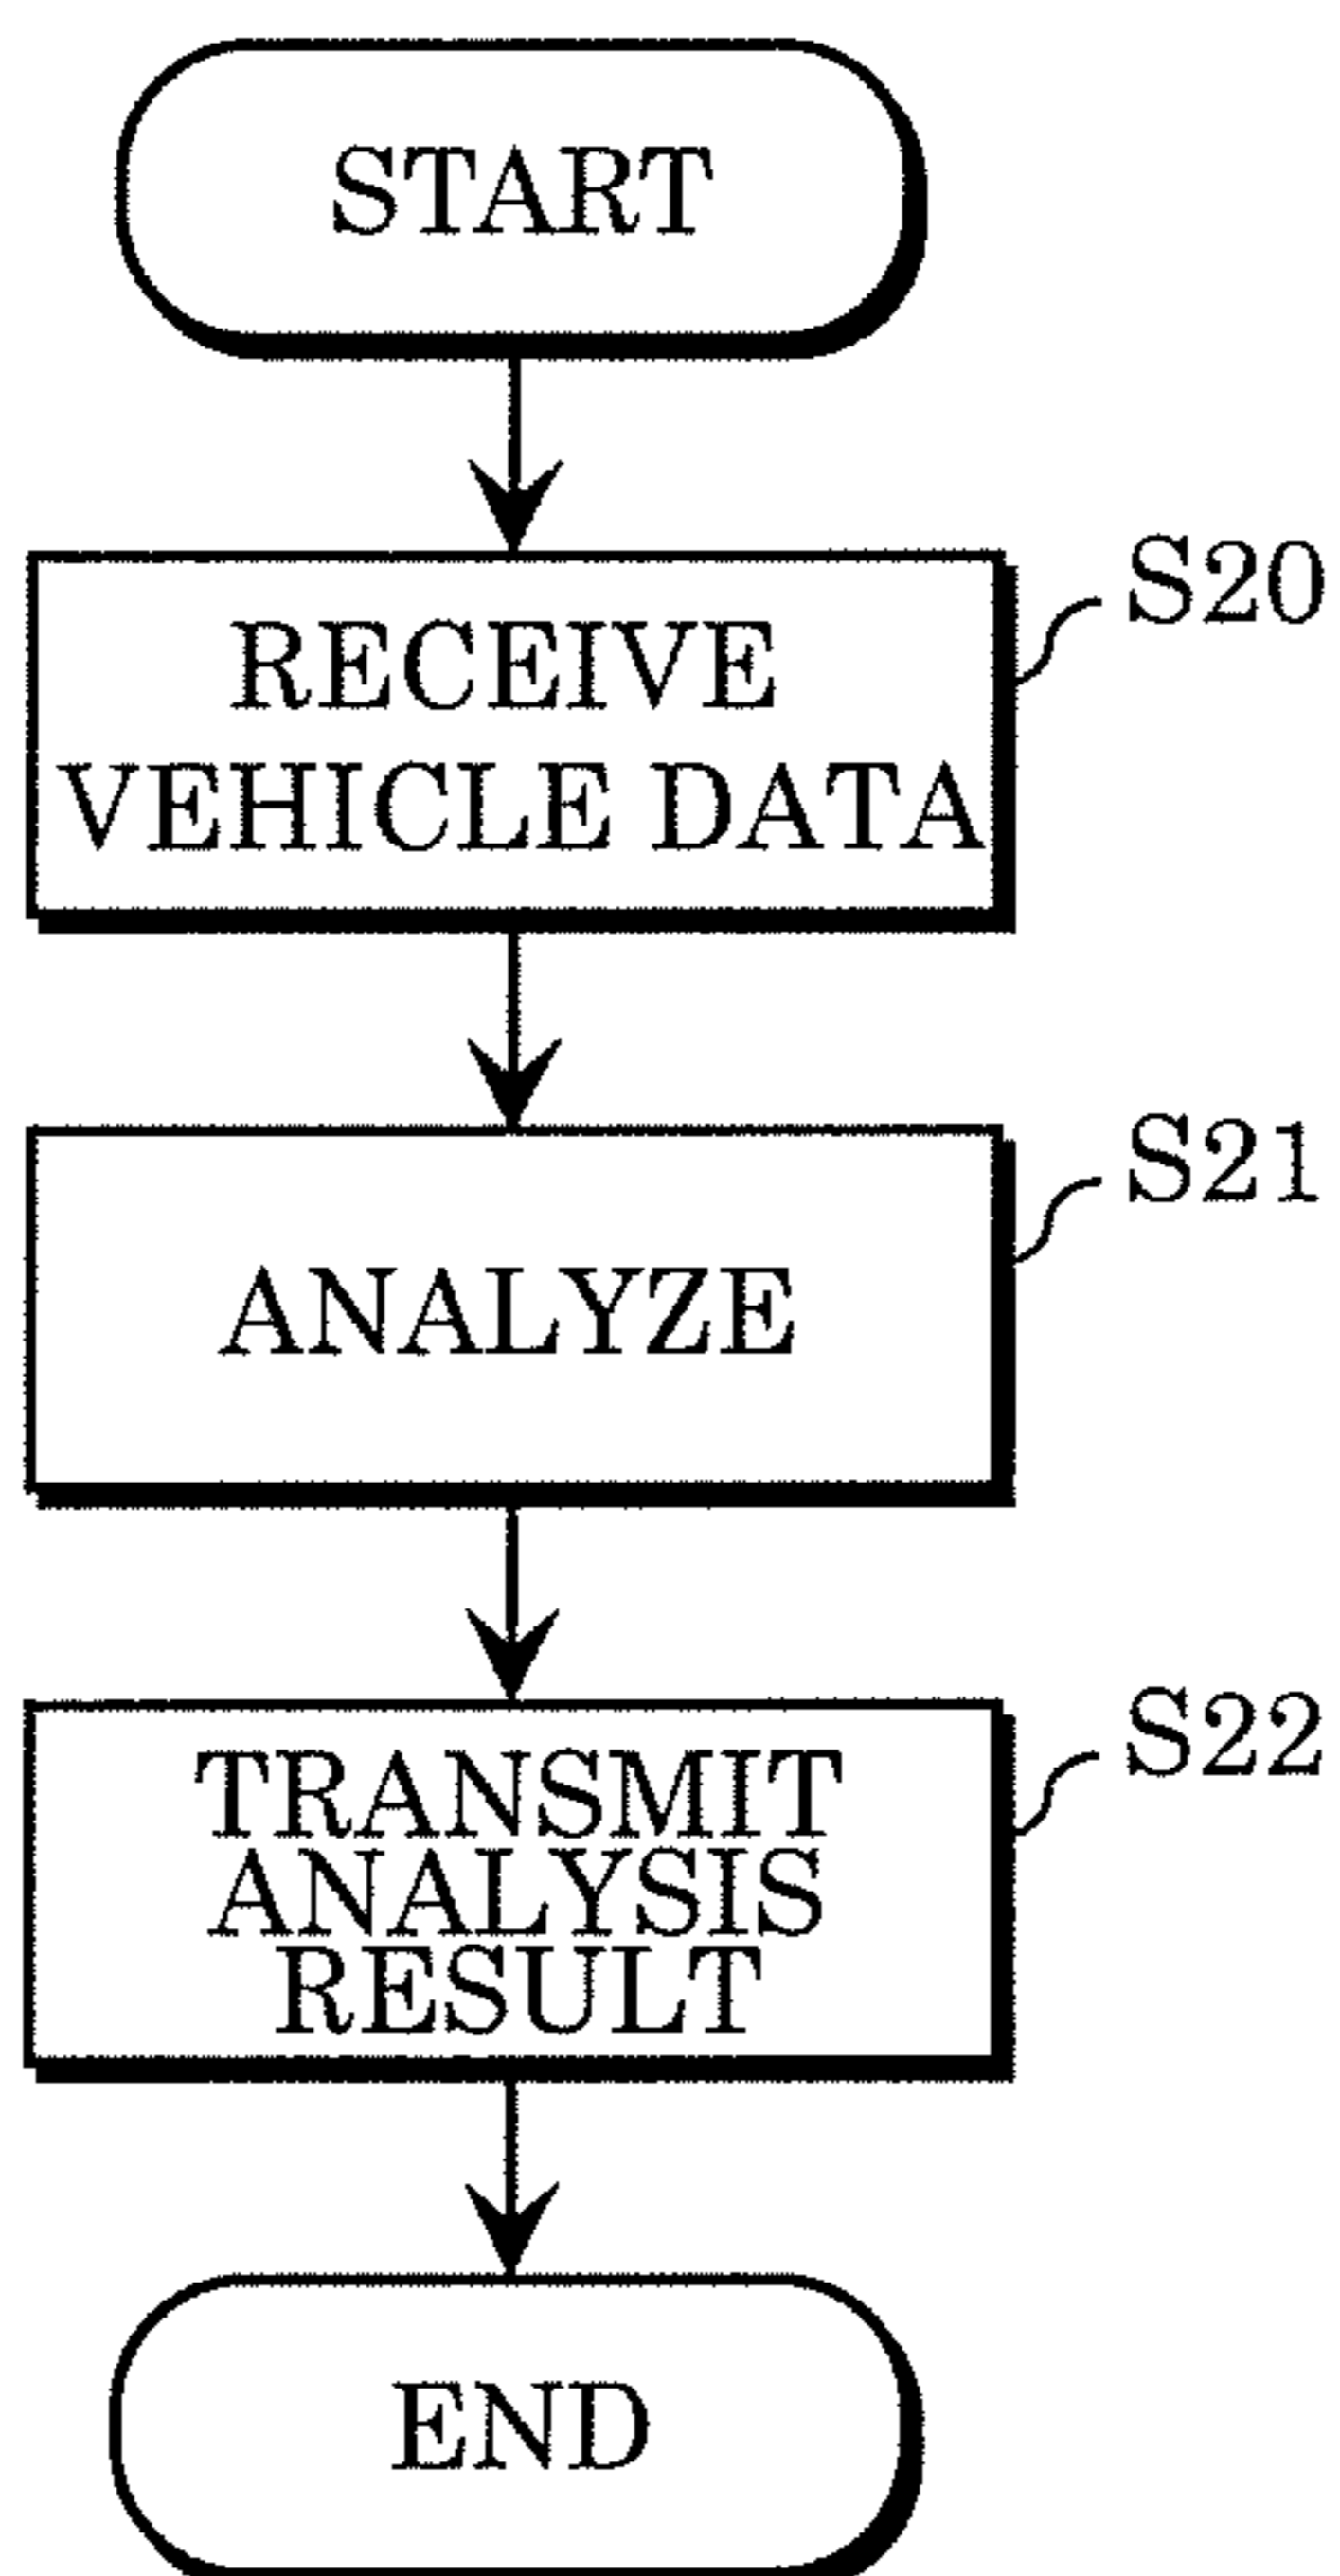 START
S20
RECEIVE
VEHICLE DATA
S21
ANALYZE
S22
TRANSMIT
ANALYSIS
RESULT
END